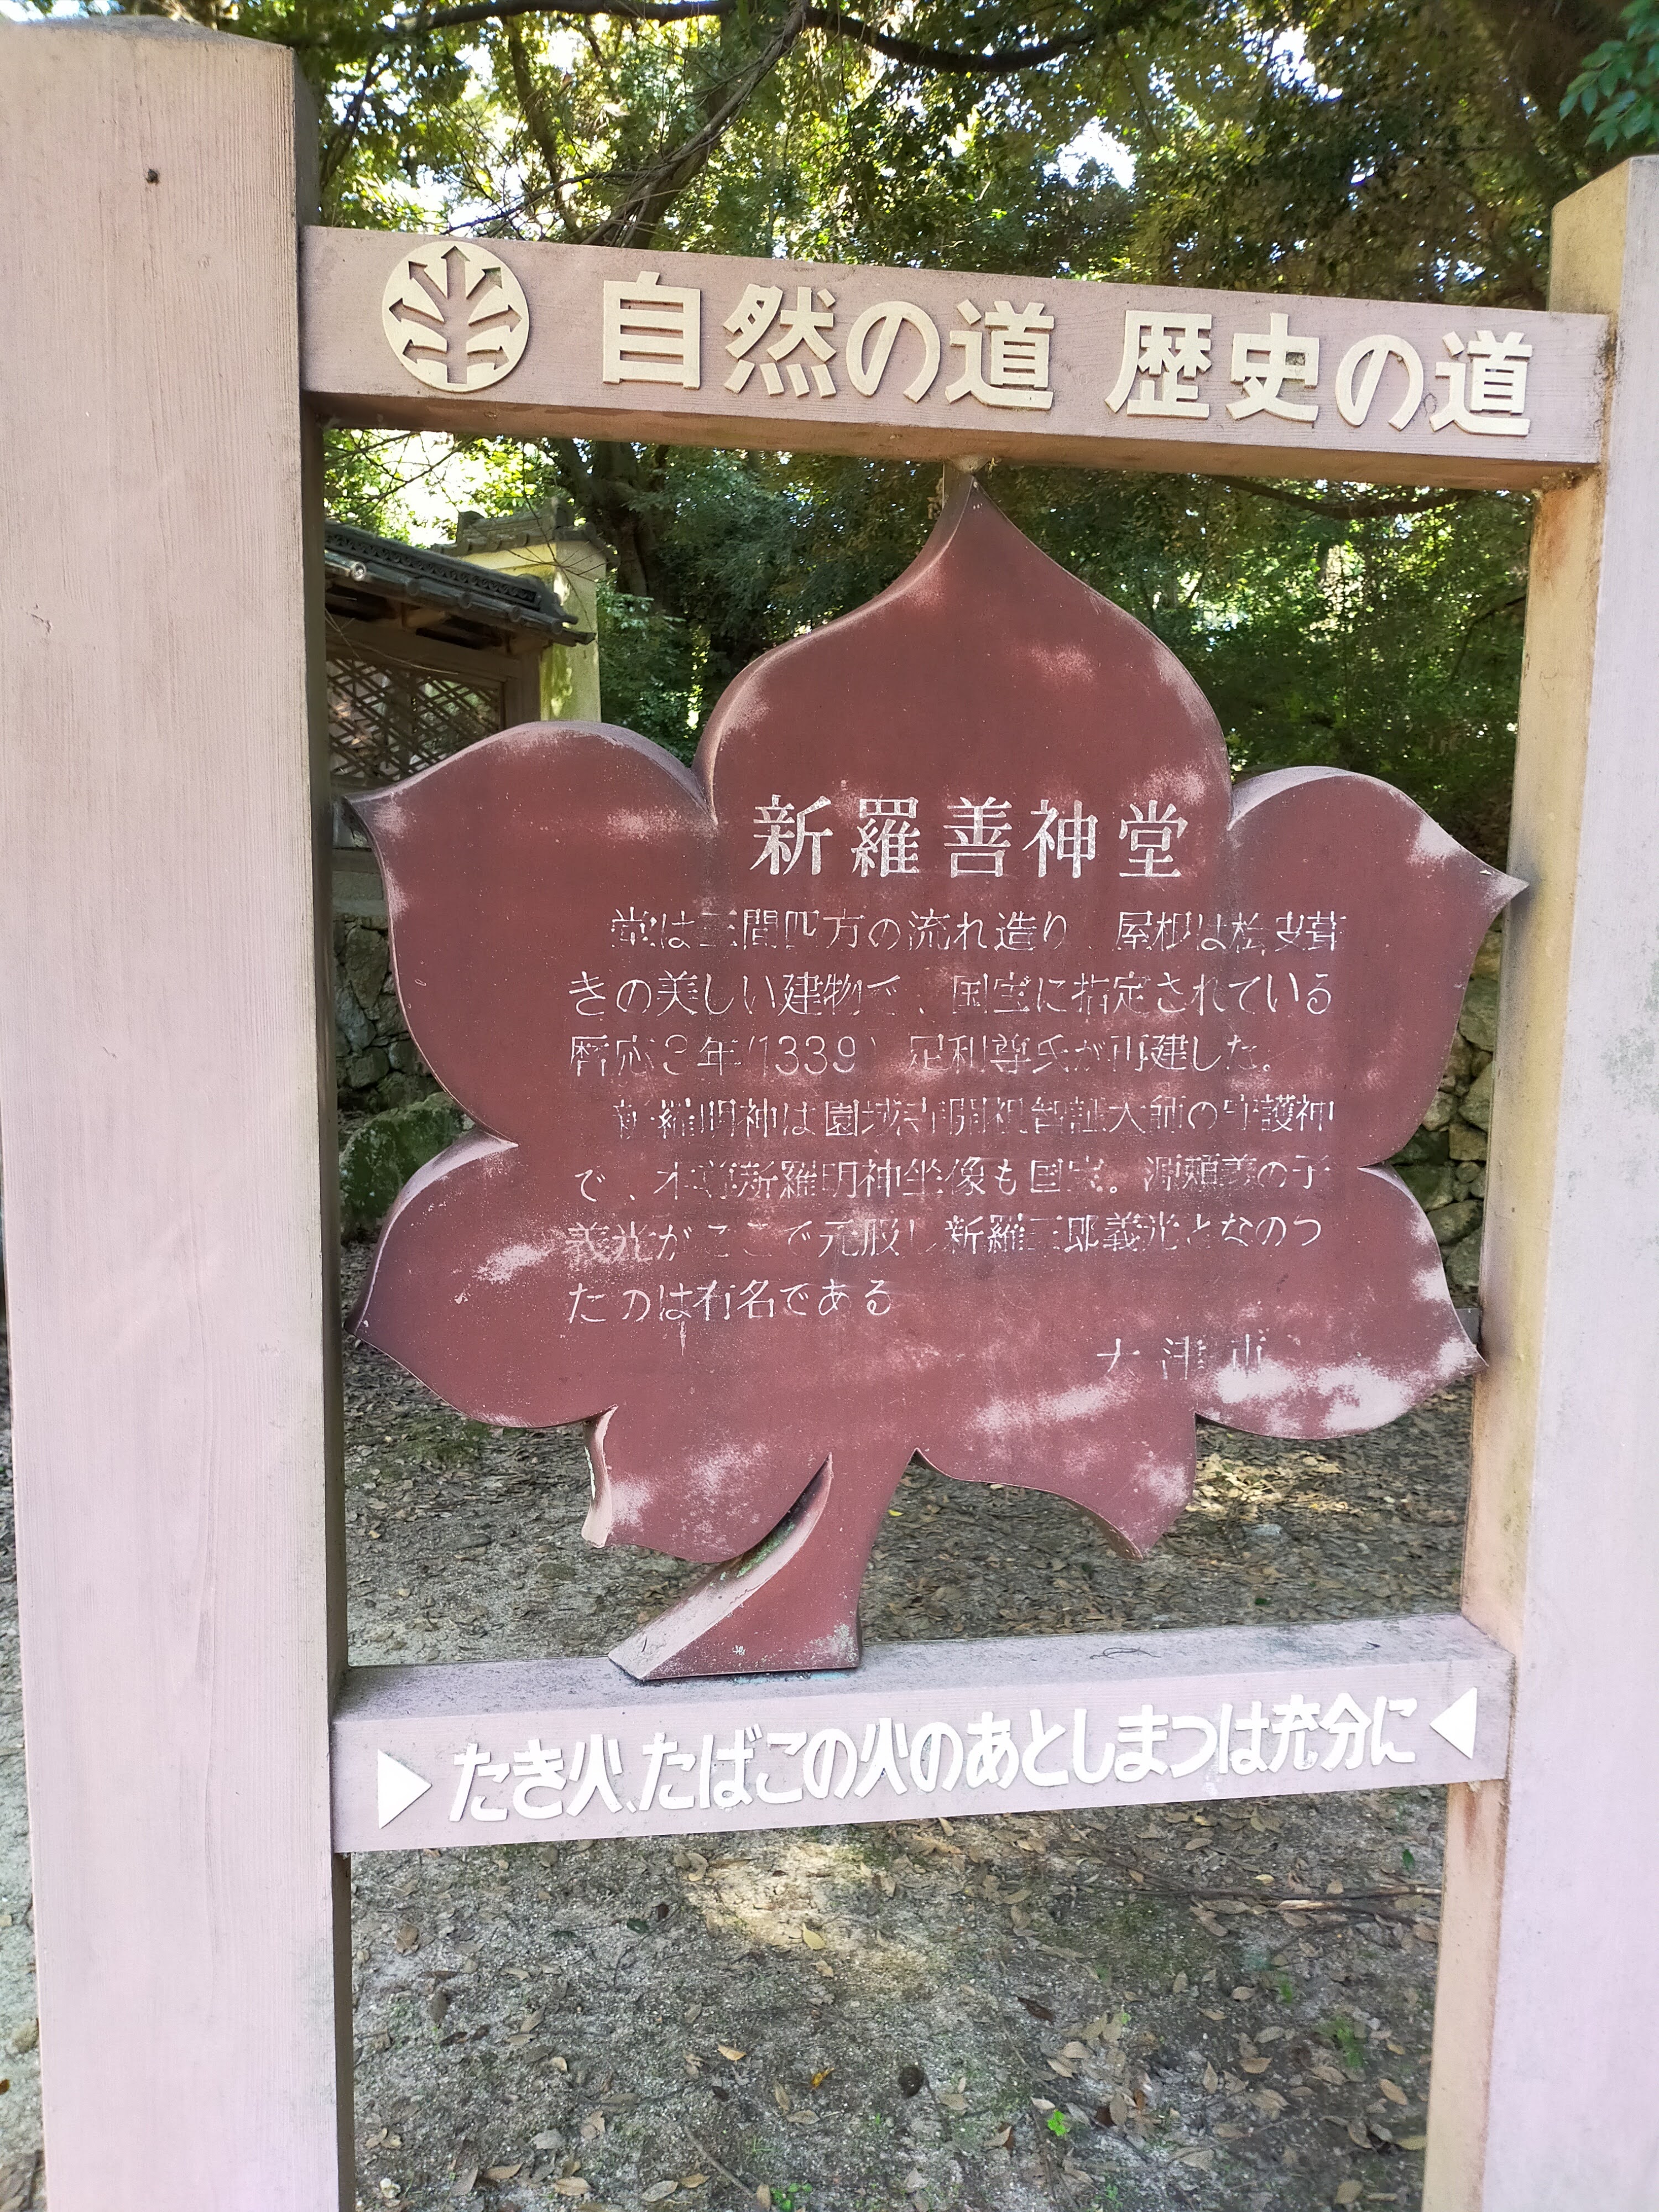 自然の道 歴史の道
新羅善神堂
堂は三間四方の流れ造り、屋根は桧皮葺
きの美しい建物で、国宝に指定されている
暦応3年(1339)足利尊氏が再建した。
新羅明神は園城寺開祖智証大師の守護神
で、本尊新羅明神坐像も国宝。源頼義の子
義光がここで元服し新羅三郎義光となのつ
たのは有名である
大津市
たき火、たばこの火のあとしまつは充分に